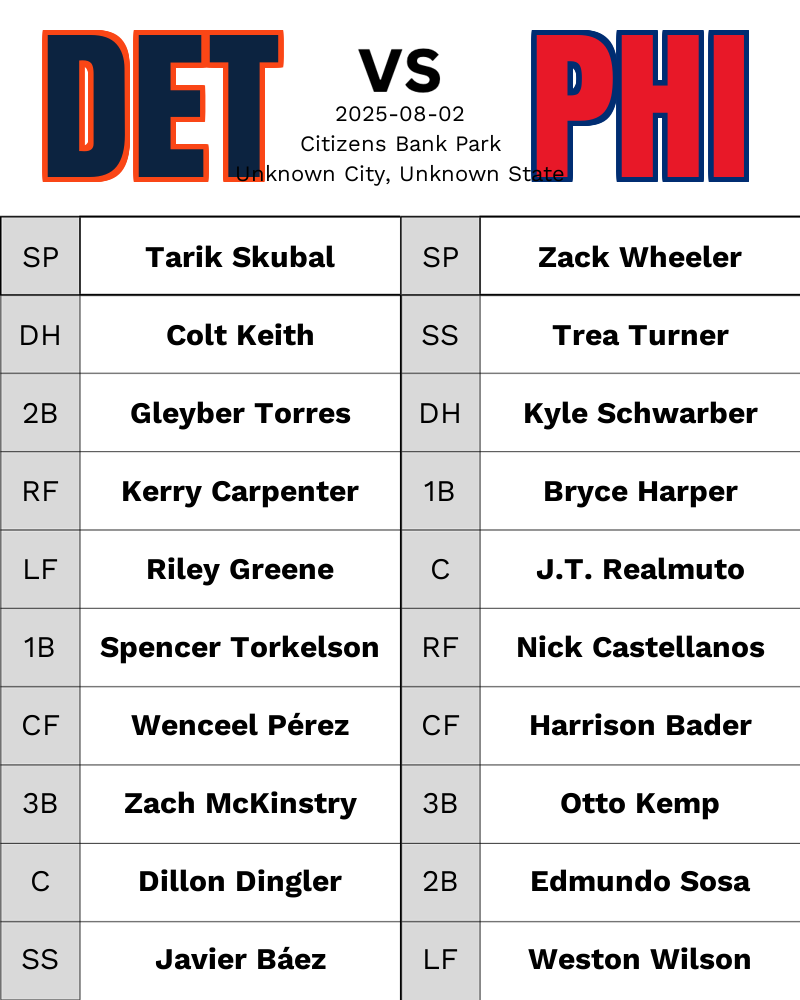 DET VS PHI
2025-08-02
Citizens Bank Park
Unknown City, Unknown State
SP Tarik Skubal SP Zack Wheeler
DH Colt Keith SS Trea Turner
2B Gleyber Torres DH Kyle Schwarber
RF Kerry Carpenter 1B Bryce Harper
LF Riley Greene C J.T. Realmuto
1B Spencer Torkelson RF Nick Castellanos
CF Wenceel Pérez CF Harrison Bader
3B Zach McKinstry 3B Otto Kemp
C Dillon Dingler 2B Edmundo Sosa
SS Javier Báez LF Weston Wilson